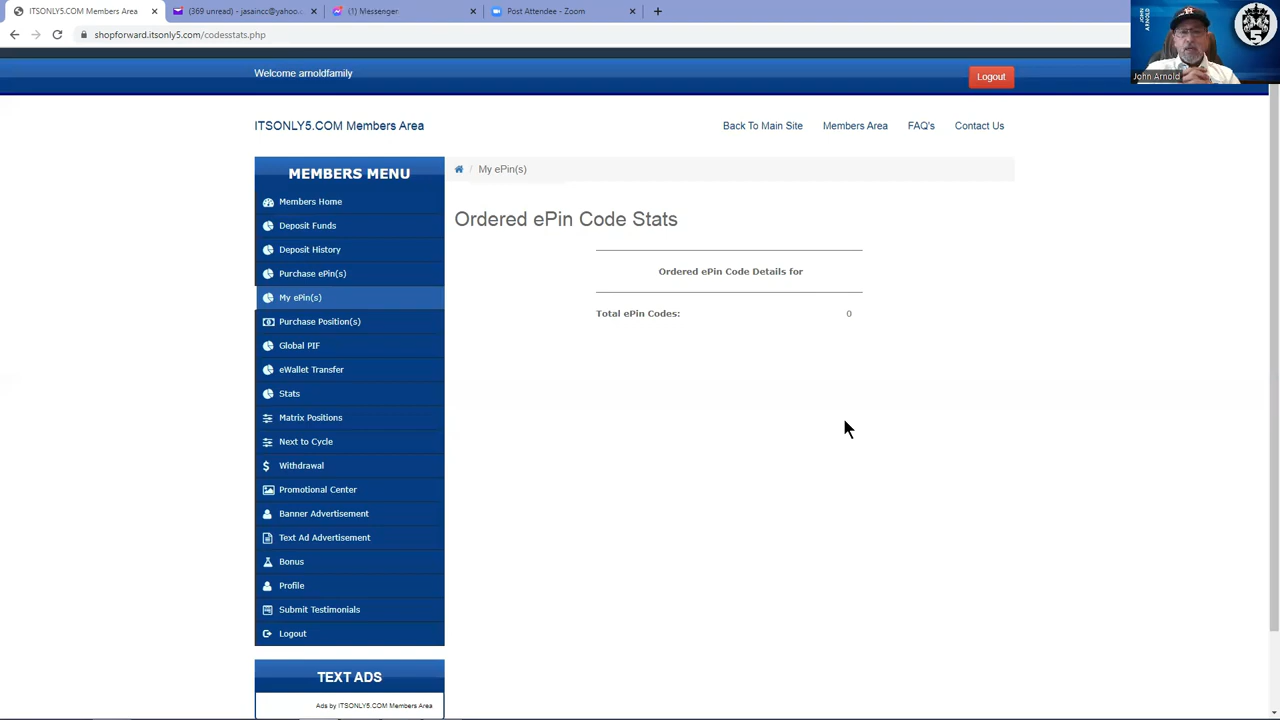 ITSONLY5.COM Members Area
(369 unread) - jasaincc@yahoo.c
(1) Messenger
Post Attendee - Zoom
shopforward.itsonly5.com/codesstats.php
JOHN ARNOLD
5
John Arnold
Welcome arnoldfamily
Logout
ITSONLY5.COM Members Area
Back To Main Site
Members Area
FAQ's
Contact Us
MEMBERS MENU
Members Home
Deposit Funds
Deposit History
Purchase ePin(s)
My ePin(s)
Purchase Position(s)
Global PIF
eWallet Transfer
Stats
Matrix Positions
Next to Cycle
Withdrawal
Promotional Center
Banner Advertisement
Text Ad Advertisement
Bonus
Profile
Submit Testimonials
Logout
TEXT ADS
Ads by ITSONLY5.COM Members Area
/ My ePin(s)
Ordered ePin Code Stats
Ordered ePin Code Details for
Total ePin Codes: 0